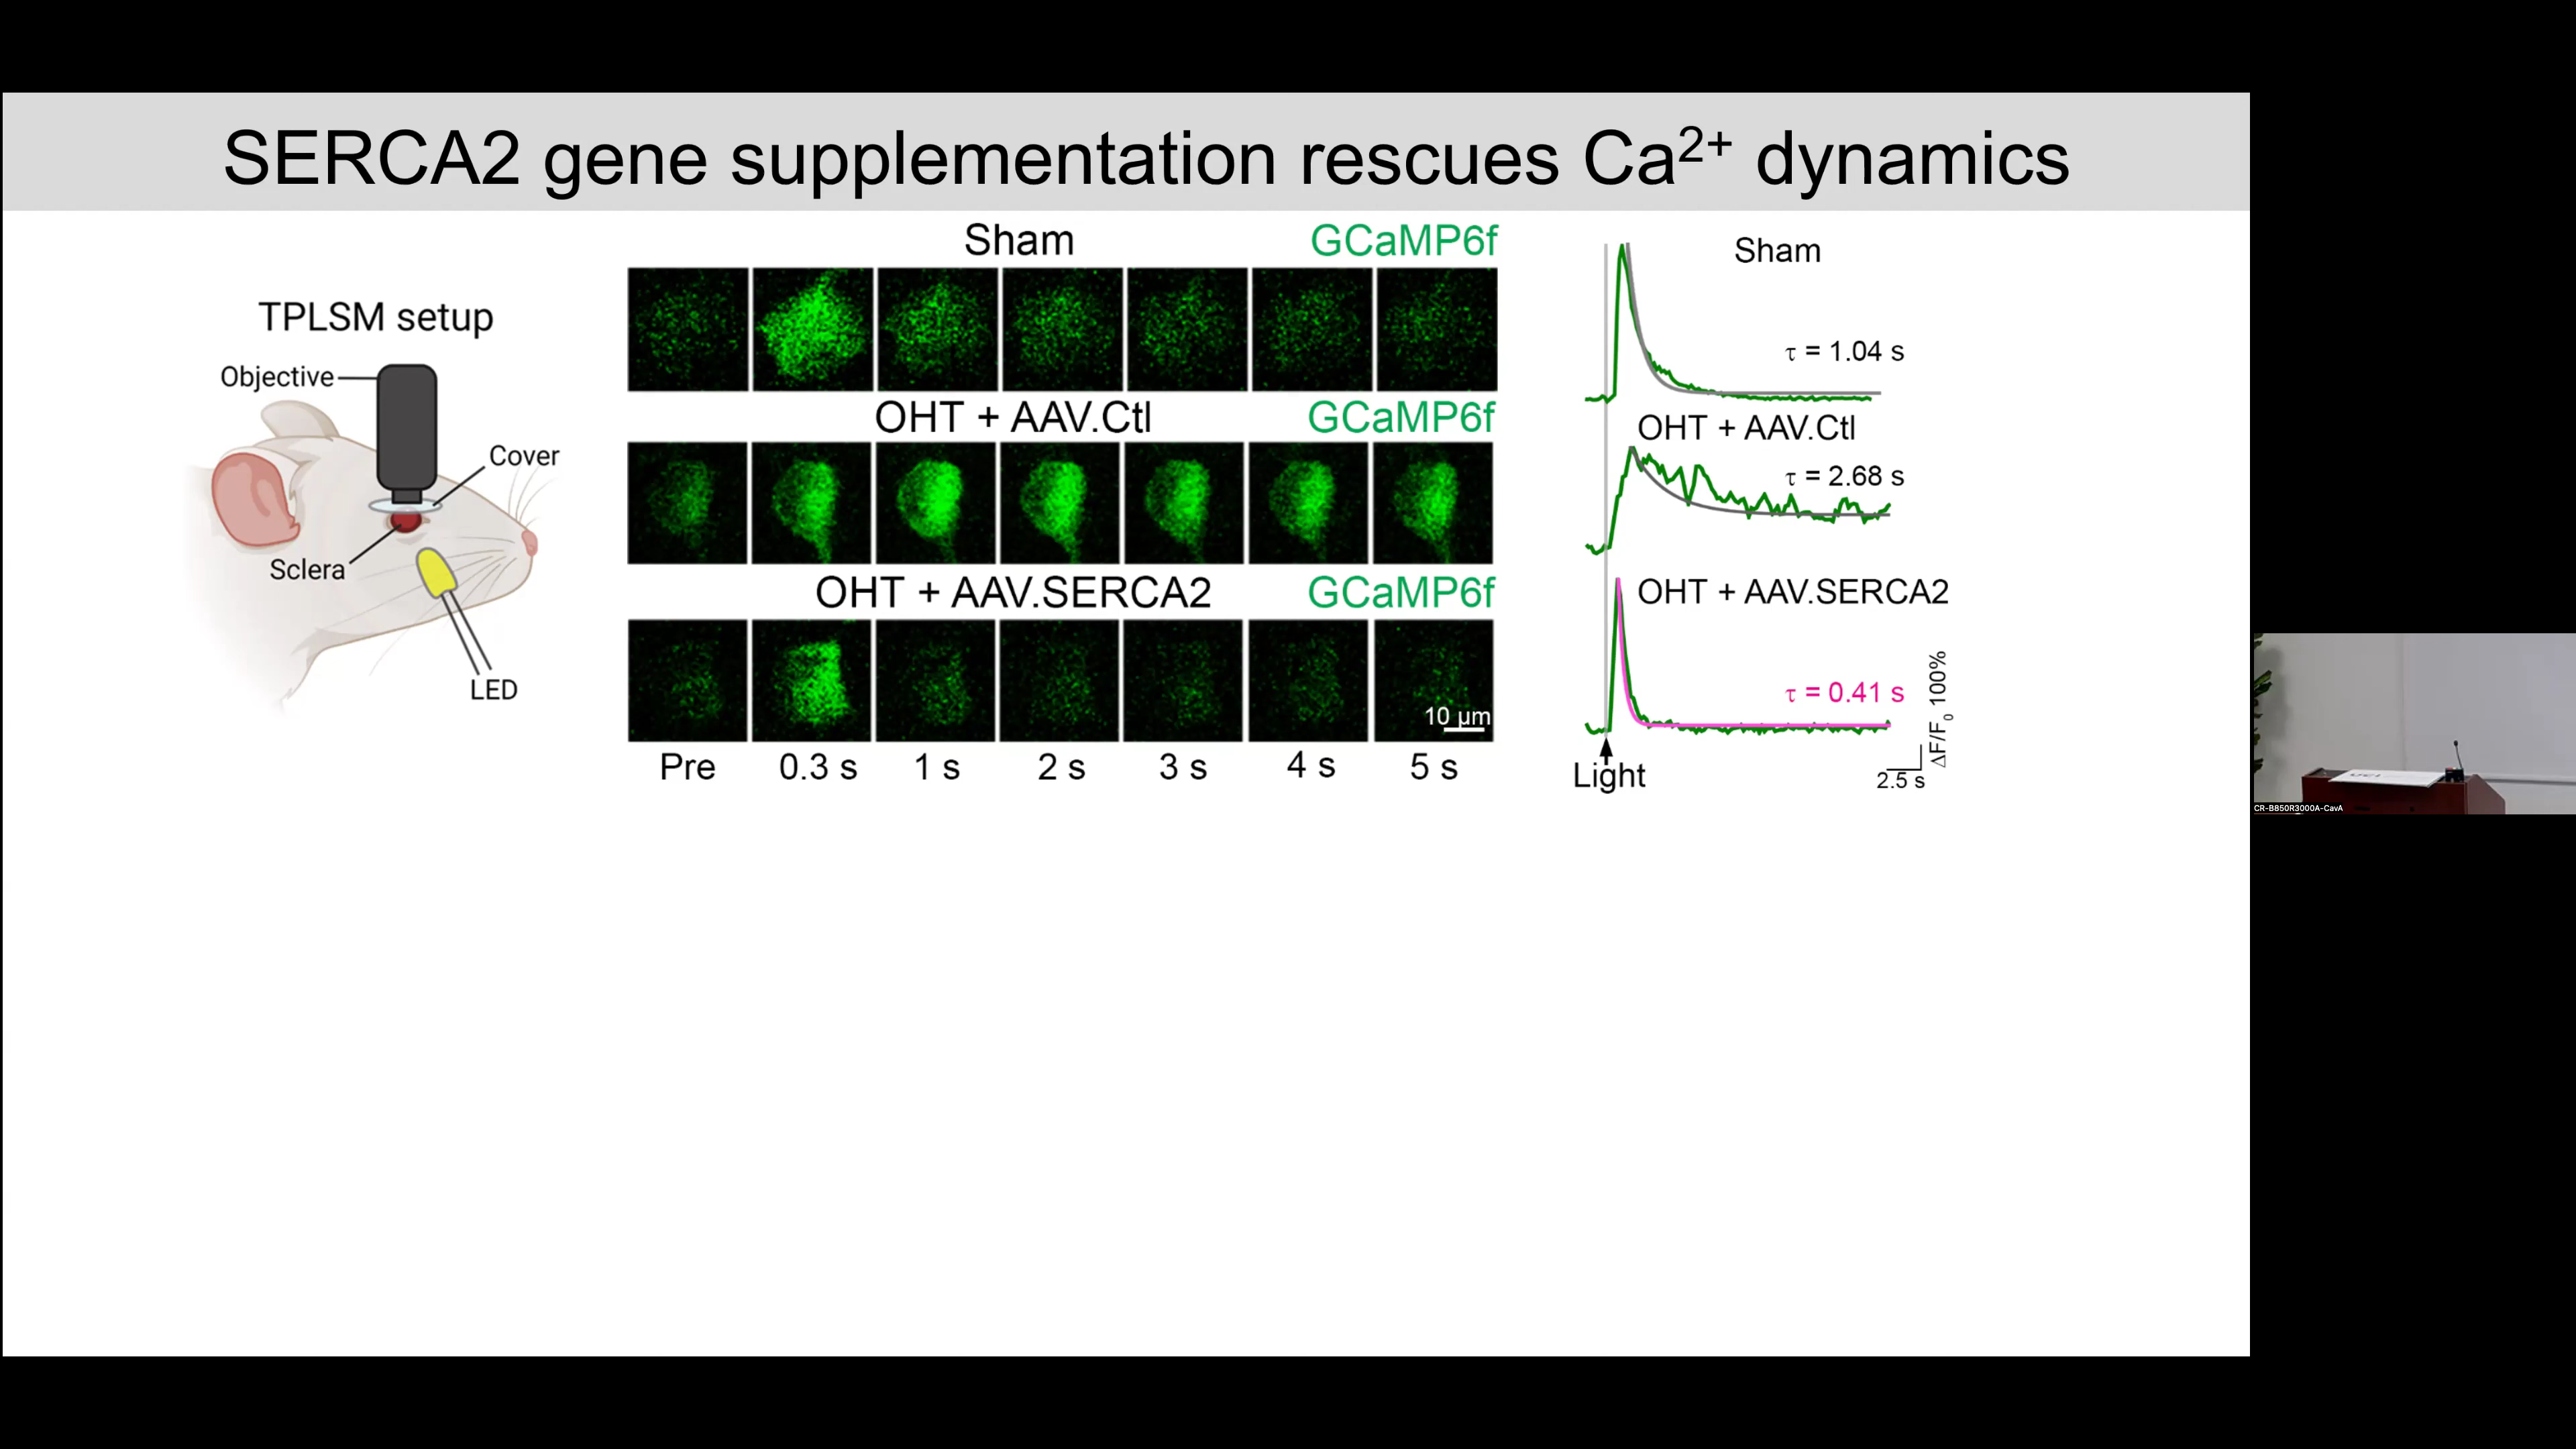 SERCA2 gene supplementation rescues Ca²⁺ dynamics
TPLSM setup
Objective
Cover
Sclera
LED
Sham
GCaMP6f
OHT + AAV.Ctl
GCaMP6f
OHT + AAV.SERCA2
GCaMP6f
10 µm
Pre
0.3 s
1 s
2 s
3 s
4 s
5 s
Sham
τ = 1.04 s
OHT + AAV.Ctl
τ = 2.68 s
OHT + AAV.SERCA2
τ = 0.41 s
ΔF/F₀ 100%
2.5 s
Light
UCI
CR-B850R3000A-CavA